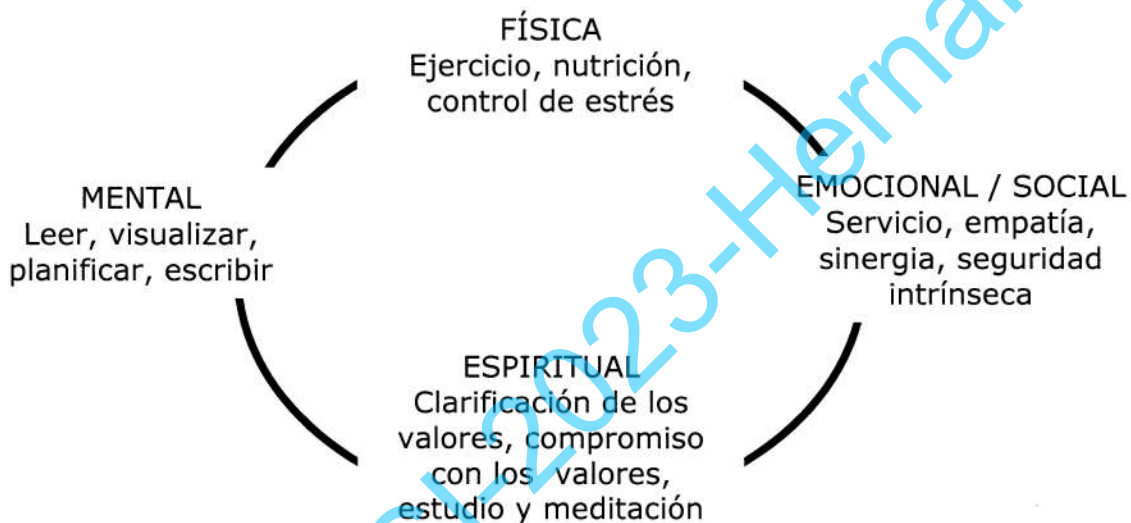 FÍSICA
Ejercicio, nutrición,
control de estrés
MENTAL
Leer, visualizar,
planificar, escribir
EMOCIONAL / SOCIAL
Servicio, empatía,
sinergia, seguridad
intrínseca
ESPIRITUAL
Clarificación de los
valores, compromiso
con los valores,
estudio y meditación